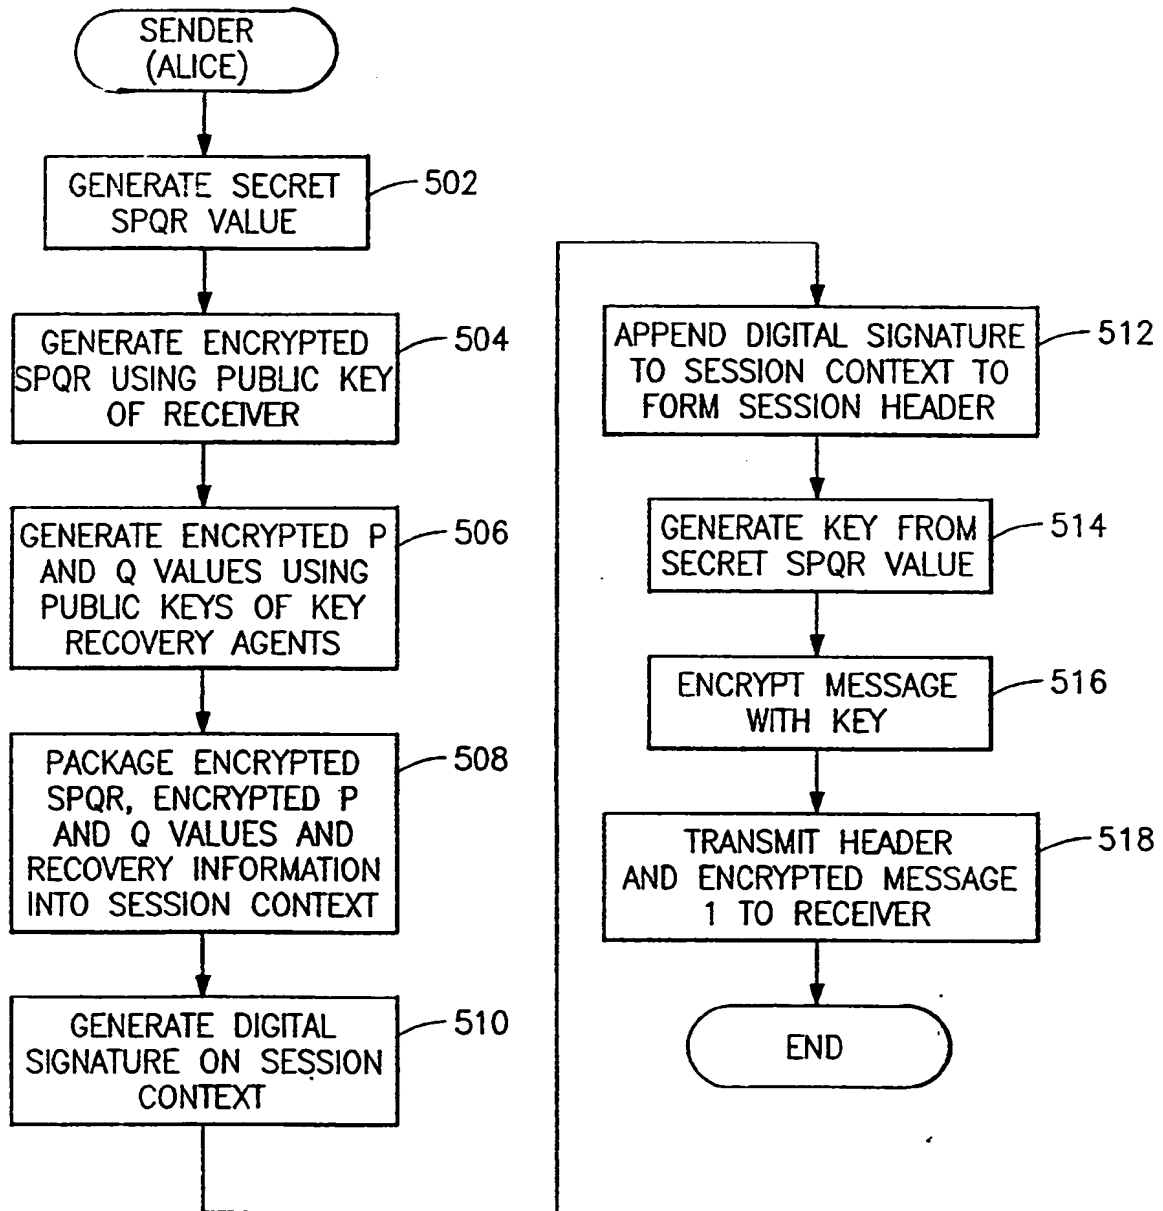 SENDER
(ALICE)
GENERATE SECRET
SPQR VALUE
502
GENERATE ENCRYPTED
SPQR USING PUBLIC KEY
OF RECEIVER
504
GENERATE ENCRYPTED P
AND Q VALUES USING
PUBLIC KEYS OF KEY
RECOVERY AGENTS
506
PACKAGE ENCRYPTED
SPQR, ENCRYPTED P
AND Q VALUES AND
RECOVERY INFORMATION
INTO SESSION CONTEXT
508
GENERATE DIGITAL
SIGNATURE ON SESSION
CONTEXT
510
APPEND DIGITAL SIGNATURE
TO SESSION CONTEXT TO
FORM SESSION HEADER
512
GENERATE KEY FROM
SECRET SPQR VALUE
514
ENCRYPT MESSAGE
WITH KEY
516
TRANSMIT HEADER
AND ENCRYPTED MESSAGE
1 TO RECEIVER
518
END